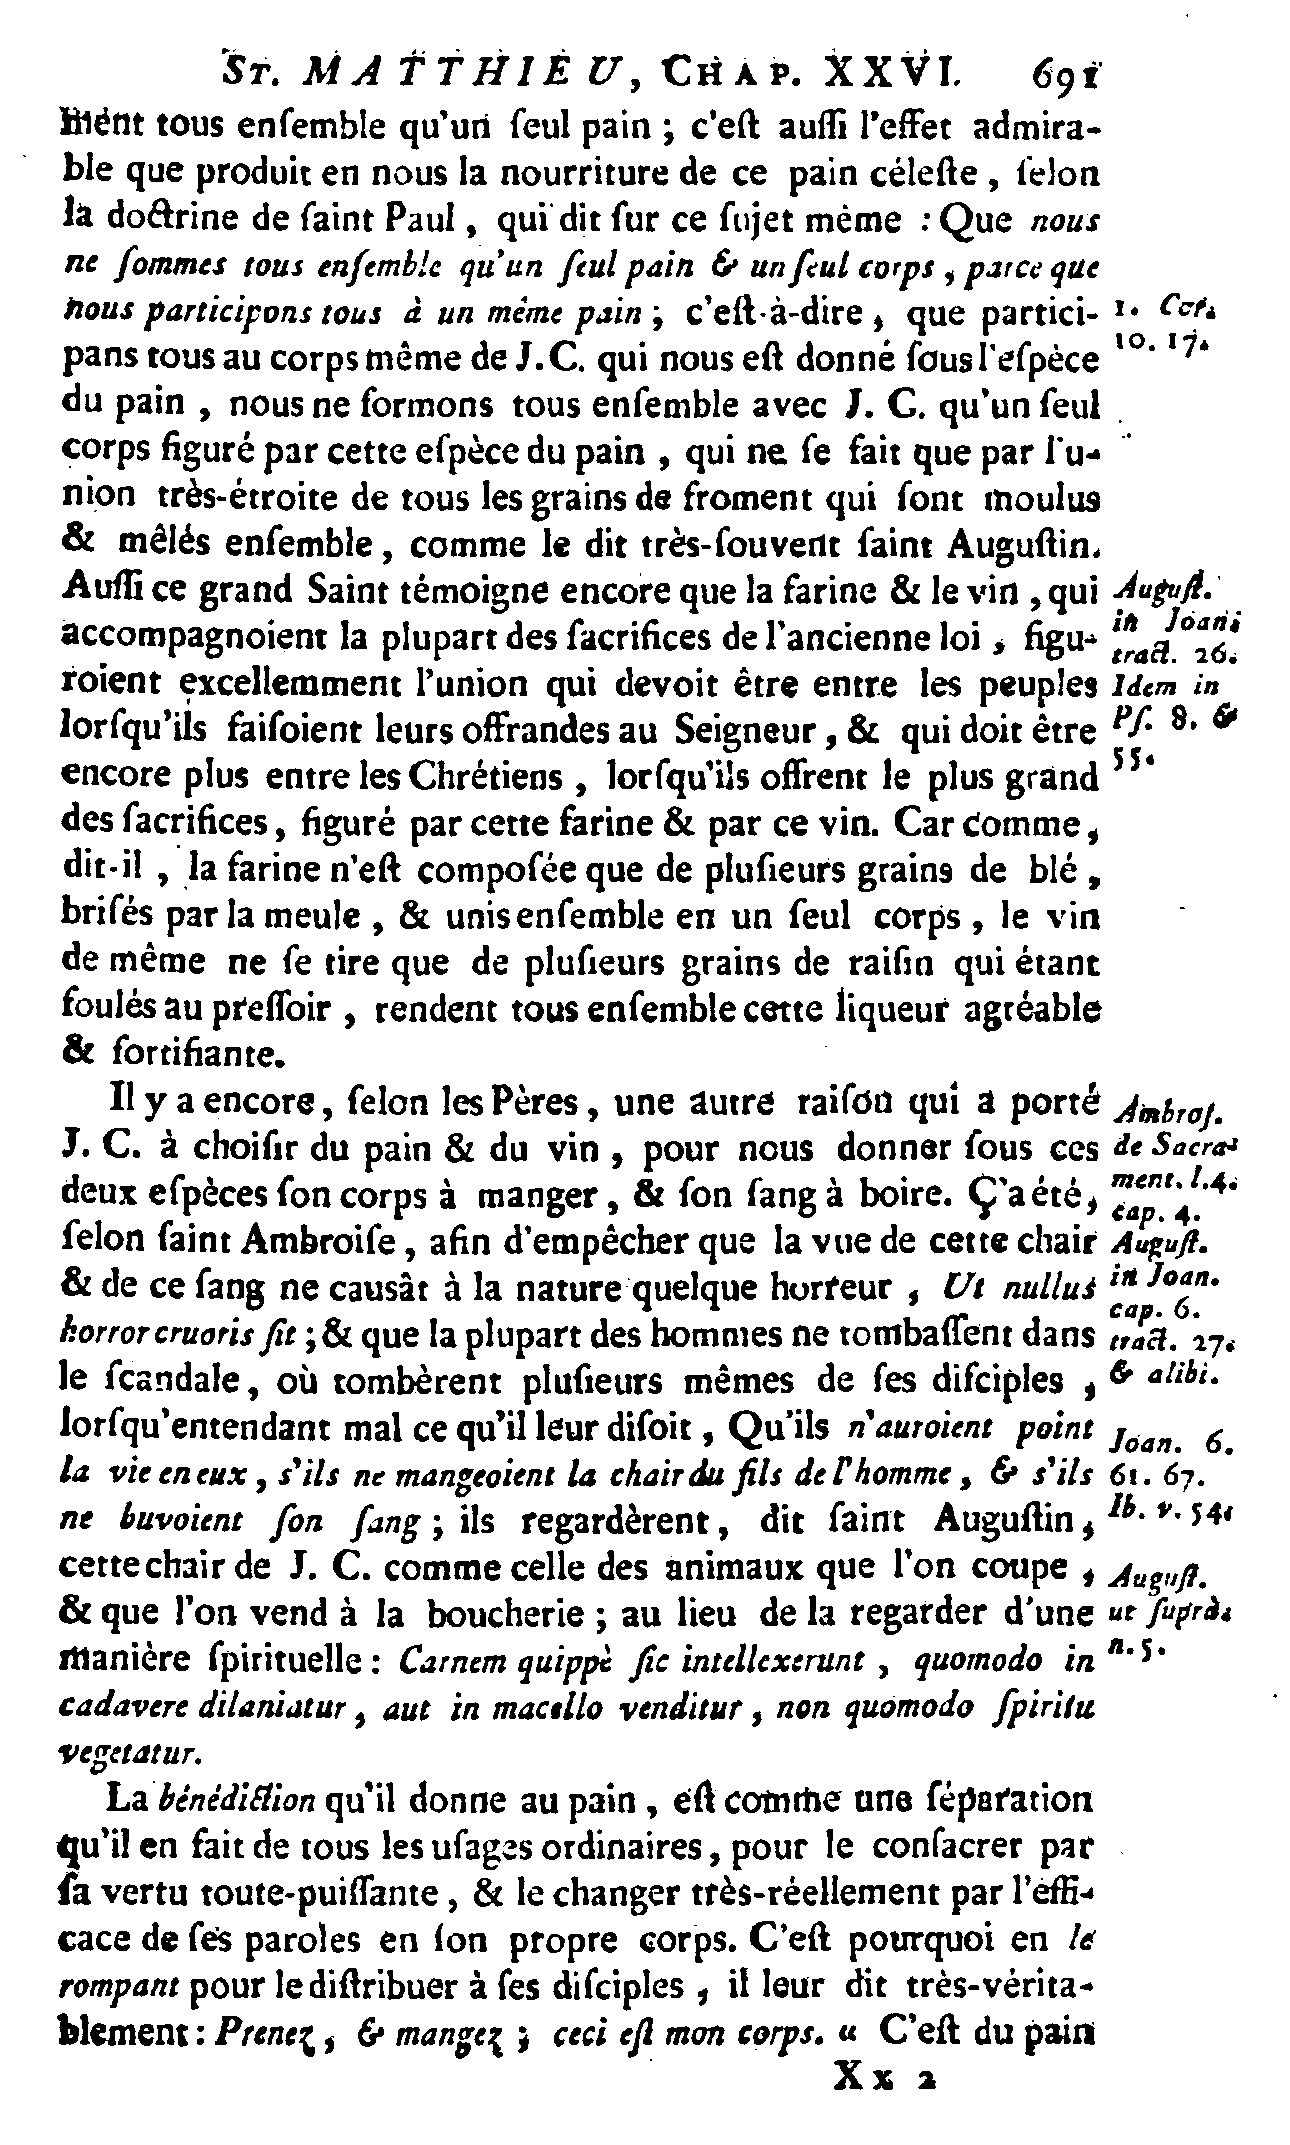 ST. MATTHIEU, CHAP. XXVI. 691
ment tous enſemble qu'un ſeul pain ; c'eſt auſſi l'effet admira-
ble que produit en nous la nourriture de ce pain céleſte, ſelon
la doctrine de ſaint Paul, qui dit ſur ce ſujet même : Que nous
ne ſommes tous enſemble qu'un ſeul pain & un ſeul corps, parce que
nous participons tous à un même pain ; c'eſt-à-dire, que partici-
pans tous au corps même de J. C. qui nous eſt donné ſous l'eſpèce
du pain, nous ne formons tous enſemble avec J. C. qu'un ſeul
corps figuré par cette eſpèce du pain, qui ne ſe fait que par l'u-
nion très-étroite de tous les grains de froment qui ſont moulus
& mêlés enſemble, comme le dit très-ſouvent ſaint Auguſtin.
Auſſi ce grand Saint témoigne encore que la farine & le vin, qui
accompagnoient la plupart des ſacrifices de l'ancienne loi, figu-
roient excellemment l'union qui devoit être entre les peuples
lorſqu'ils faiſoient leurs offrandes au Seigneur, & qui doit être
encore plus entre les Chrétiens, lorſqu'ils offrent le plus grand
des ſacrifices, figuré par cette farine & par ce vin. Car comme,
dit-il, la farine n'eſt compoſée que de pluſieurs grains de blé,
briſés par la meule, & unis enſemble en un ſeul corps, le vin
de même ne ſe tire que de pluſieurs grains de raiſin qui étant
foulés au preſſoir, rendent tous enſemble cette liqueur agréable
& fortifiante.
Il y a encore, ſelon les Pères, une autre raiſon qui a porté
J. C. à choiſir du pain & du vin, pour nous donner ſous ces
deux eſpèces ſon corps à manger, & ſon ſang à boire. Ç'a été,
ſelon ſaint Ambroiſe, afin d'empêcher que la vue de cette chair
& de ce ſang ne causât à la nature quelque horreur, Ut nullus
horror cruoris ſit ; & que la plupart des hommes ne tombaſſent dans
le ſcandale, où tombèrent pluſieurs mêmes de ſes diſciples,
lorſqu'entendant mal ce qu'il leur diſoit, Qu'ils n'auroient point
la vie en eux, s'ils ne mangeoient la chair du fils de l'homme, & s'ils
ne buvoient ſon ſang ; ils regardèrent, dit ſaint Auguſtin,
cette chair de J. C. comme celle des animaux que l'on coupe,
& que l'on vend à la boucherie ; au lieu de la regarder d'une
manière ſpirituelle : Carnem quippè ſic intellexerunt, quomodo in
cadavere dilaniatur, aut in macello venditur, non quomodo ſpiritu
vegetatur.
La bénédiction qu'il donne au pain, eſt comme une ſéparation
qu'il en fait de tous les uſages ordinaires, pour le conſacrer par
ſa vertu toute-puiſſante, & le changer très-réellement par l'effi-
cace de ſes paroles en ſon propre corps. C'eſt pourquoi en le
rompant pour le diſtribuer à ſes diſciples, il leur dit très-vérita-
blement : Prenez, & mangez ; ceci eſt mon corps. « C'eſt du pain
Xx 2
1. Cor.
10. 17.
Auguſt.
in Joan.
tract. 26.
Idem in
Pſ. 8. &
55.
Ambroſ.
de Sacra-
ment. l.4.
cap. 4.
Auguſt.
in Joan.
cap. 6.
tract. 27.
& alibi.
Joan. 6.
61. 67.
Ib. v. 54.
Auguſt.
ut ſuprà.
n. 5.